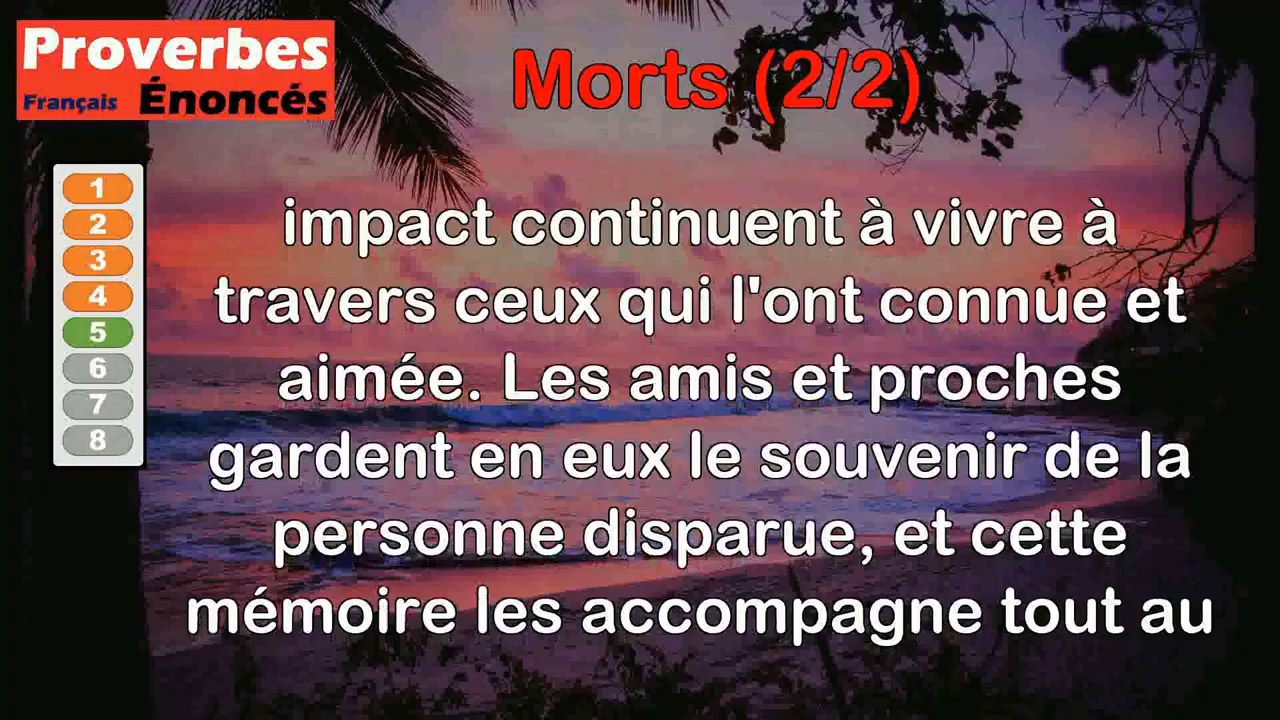 Proverbes
Français Énoncés
Morts (2/2)
1
2
3
4
5
6
7
8
impact continuent à vivre à
travers ceux qui l'ont connue et
aimée. Les amis et proches
gardent en eux le souvenir de la
personne disparue, et cette
mémoire les accompagne tout au